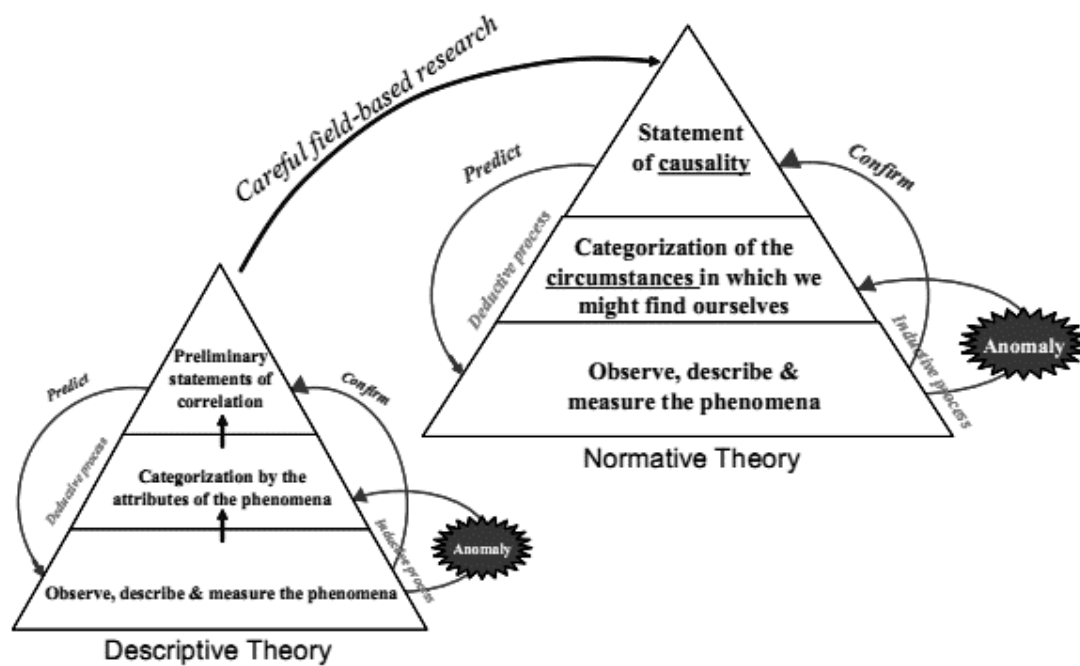 Careful field-based research
Statement
of causality
Predict
Confirm
Deductive process
Categorization of the
circumstances in which we
might find ourselves
Inductive process
Anomaly
Observe, describe &
measure the phenomena
Normative Theory
Preliminary
statements of
correlation
Predict
Confirm
Deductive process
Categorization by the
attributes of the phenomena
Inductive process
Anomaly
Observe, describe & measure the phenomena
Descriptive Theory